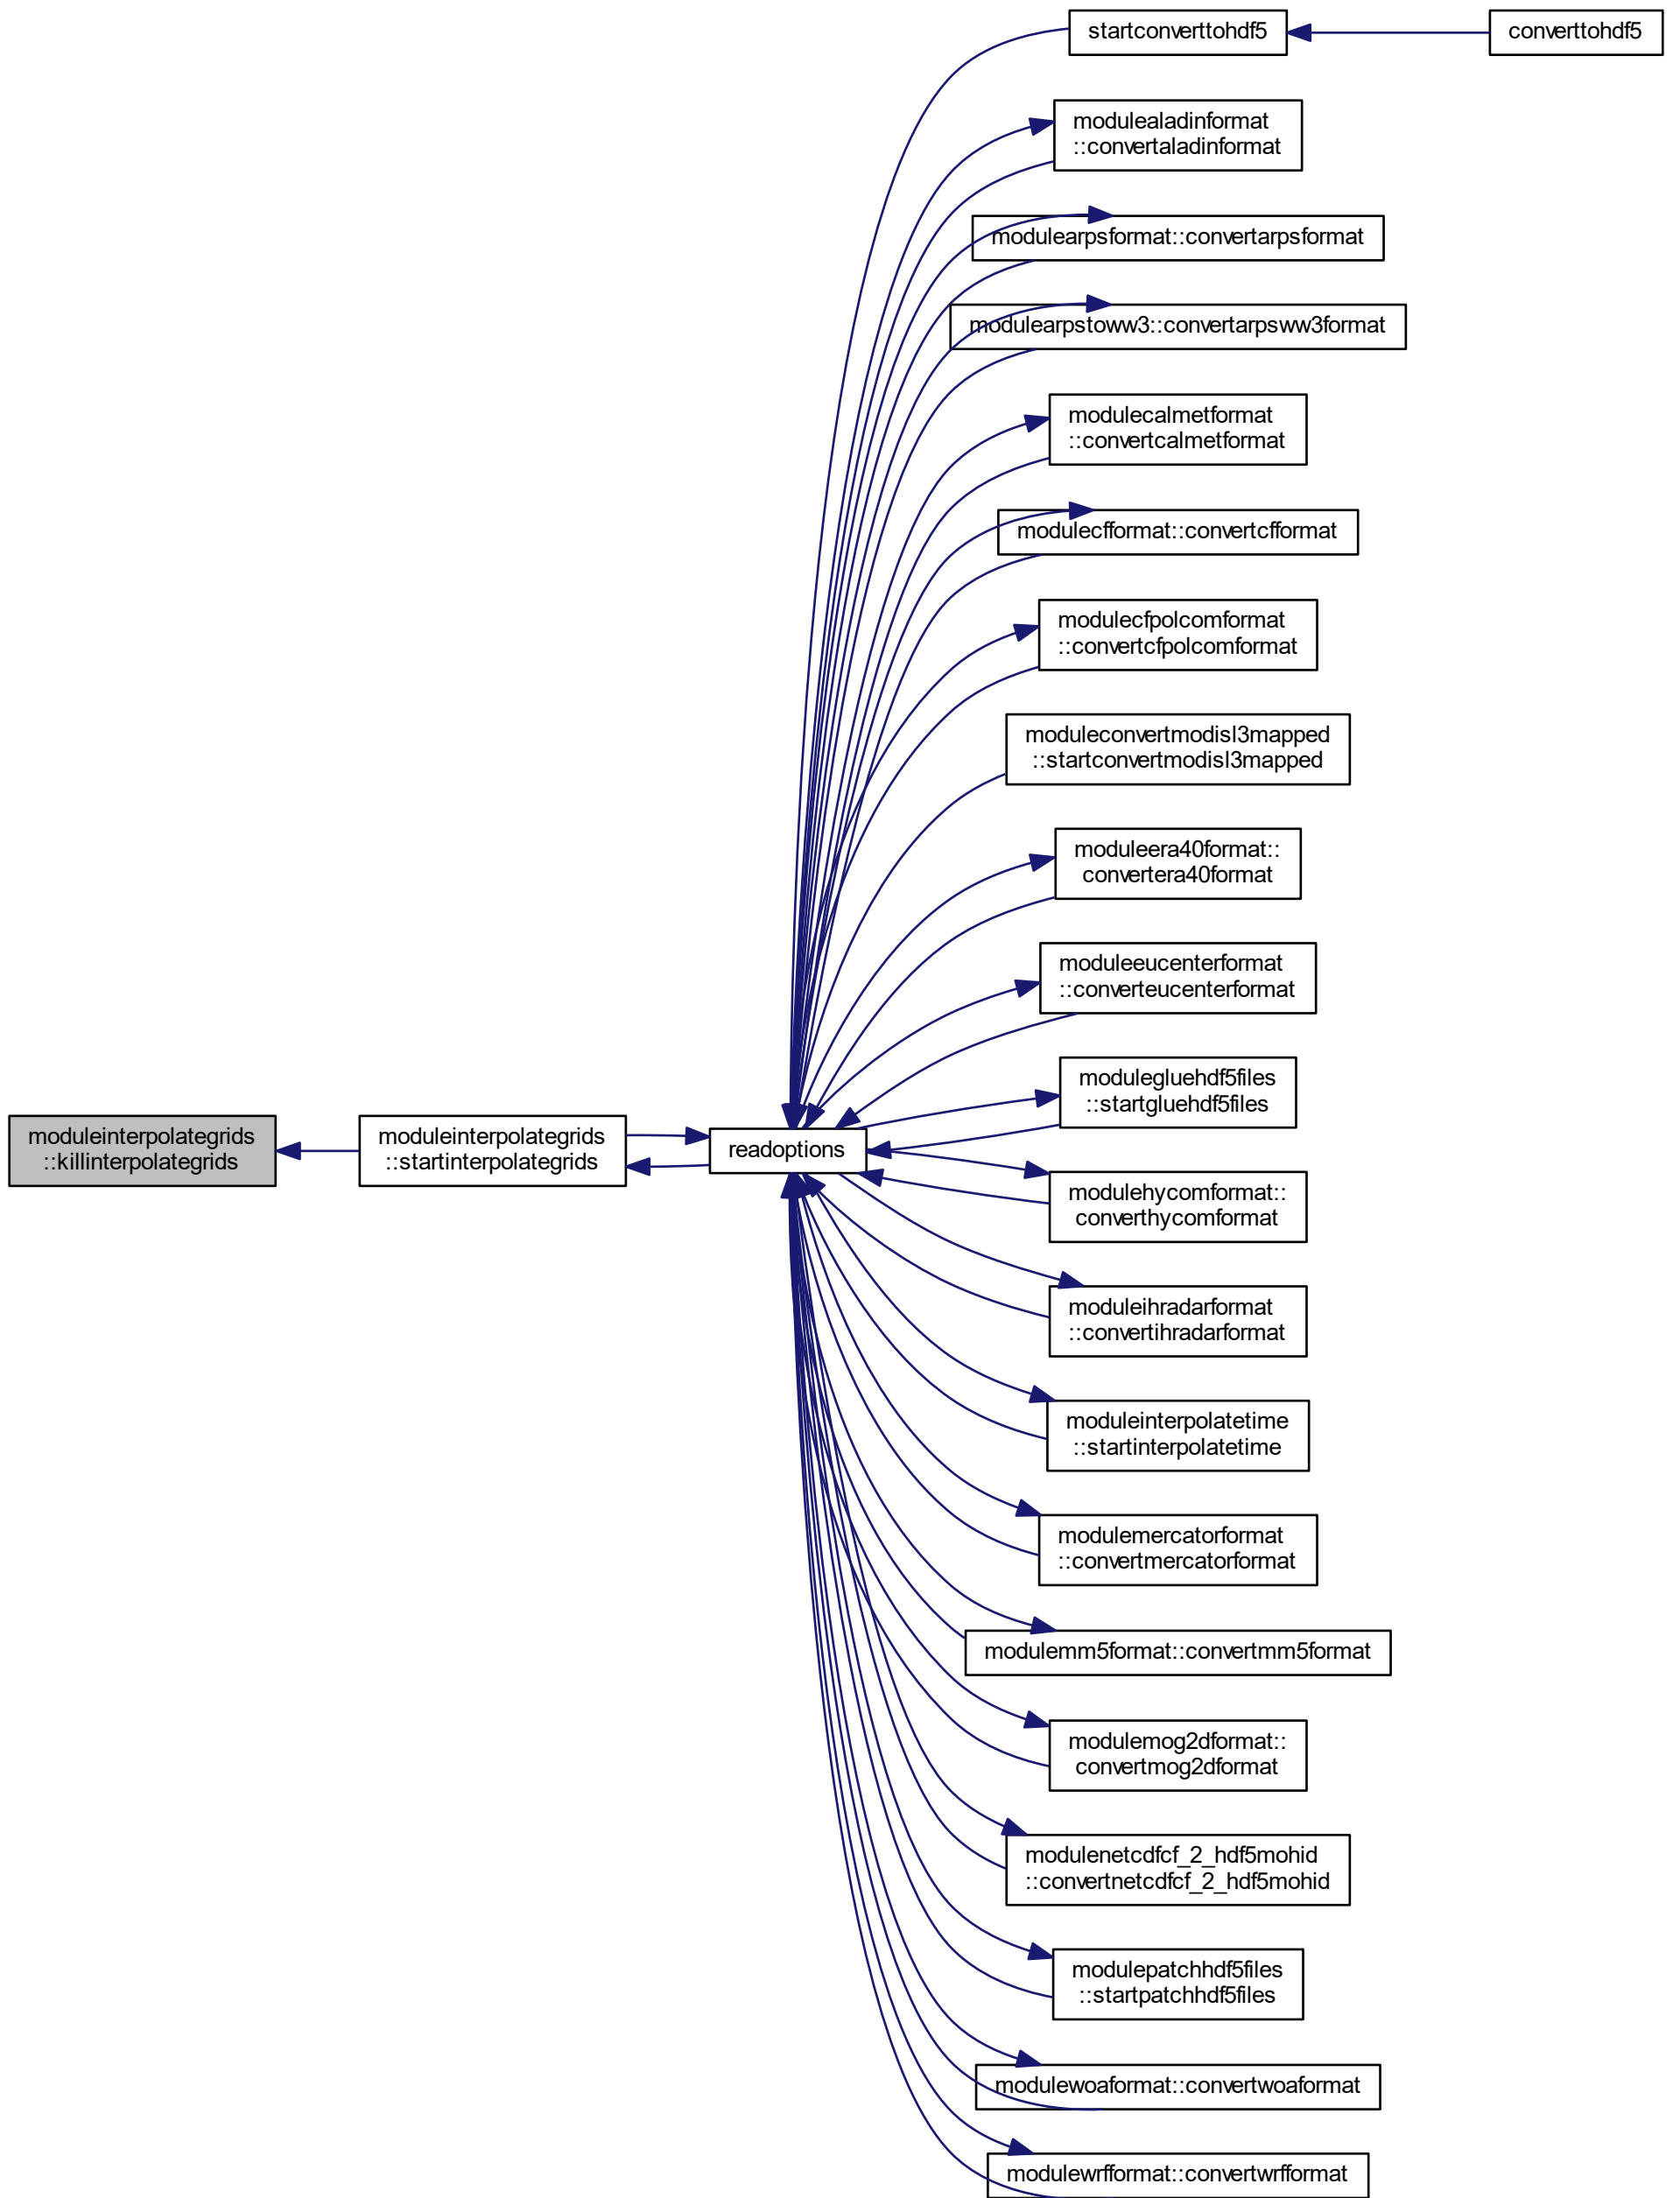 startconverttohdf5
converttohdf5
modulealadinformat
::convertaladinformat
modulearpsformat::convertarpsformat
modulearpstoww3::convertarpsww3format
modulecalmetformat
::convertcalmetformat
modulecfformat::convertcfformat
modulecfpolcomformat
::convertcfpolcomformat
moduleconvertmodisl3mapped
::startconvertmodisl3mapped
moduleera40format::
convertera40format
moduleeucenterformat
::converteucenterformat
modulegluehdf5files
::startgluehdf5files
moduleinterpolategrids
::killinterpolategrids
moduleinterpolategrids
::startinterpolategrids
readoptions
modulehycomformat::
converthycomformat
moduleihradarformat
::convertihradarformat
moduleinterpolatetime
::startinterpolatetime
modulemercatorformat
::convertmercatorformat
modulemm5format::convertmm5format
modulemog2dformat::
convertmog2dformat
modulenetcdfcf_2_hdf5mohid
::convertnetcdfcf_2_hdf5mohid
modulepatchhdf5files
::startpatchhdf5files
modulewoaformat::convertwoaformat
modulewrfformat::convertwrfformat